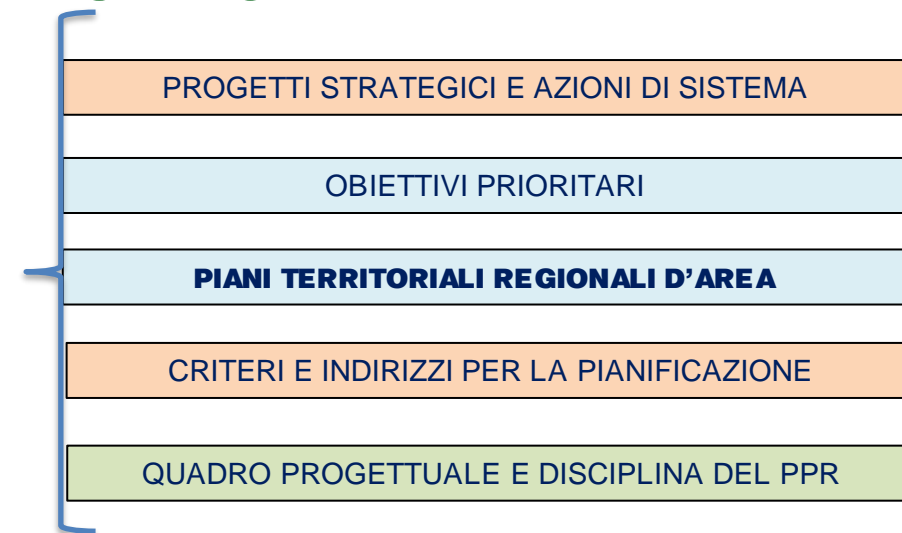 PROGETTI STRATEGICI E AZIONI DI SISTEMA
OBIETTIVI PRIORITARI
PIANI TERRITORIALI REGIONALI D’AREA
CRITERI E INDIRIZZI PER LA PIANIFICAZIONE
QUADRO PROGETTUALE E DISCIPLINA DEL PPR